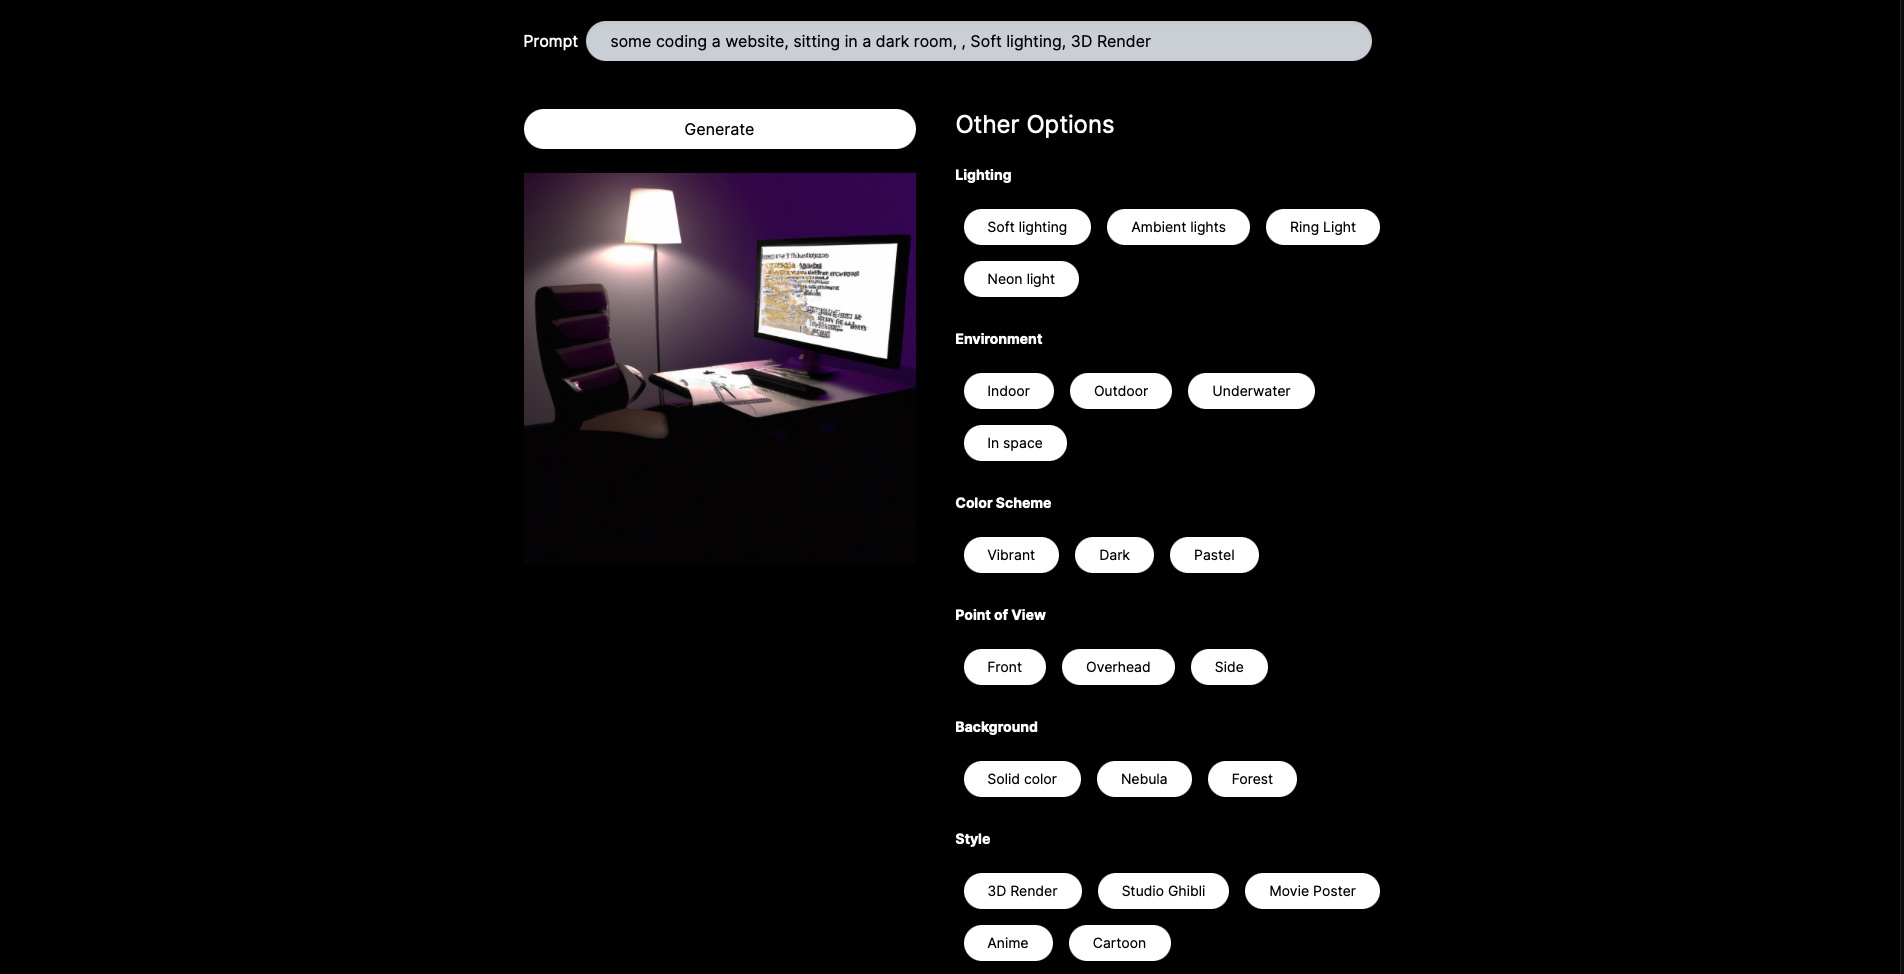 Prompt some coding a website, sitting in a dark room, , Soft lighting, 3D Render
Generate
Other Options
Lighting
Soft lighting Ambient lights Ring Light
Neon light
Environment
Indoor Outdoor Underwater
In space
Color Scheme
Vibrant Dark Pastel
Point of View
Front Overhead Side
Background
Solid color Nebula Forest
Style
3D Render Studio Ghibli Movie Poster
Anime Cartoon